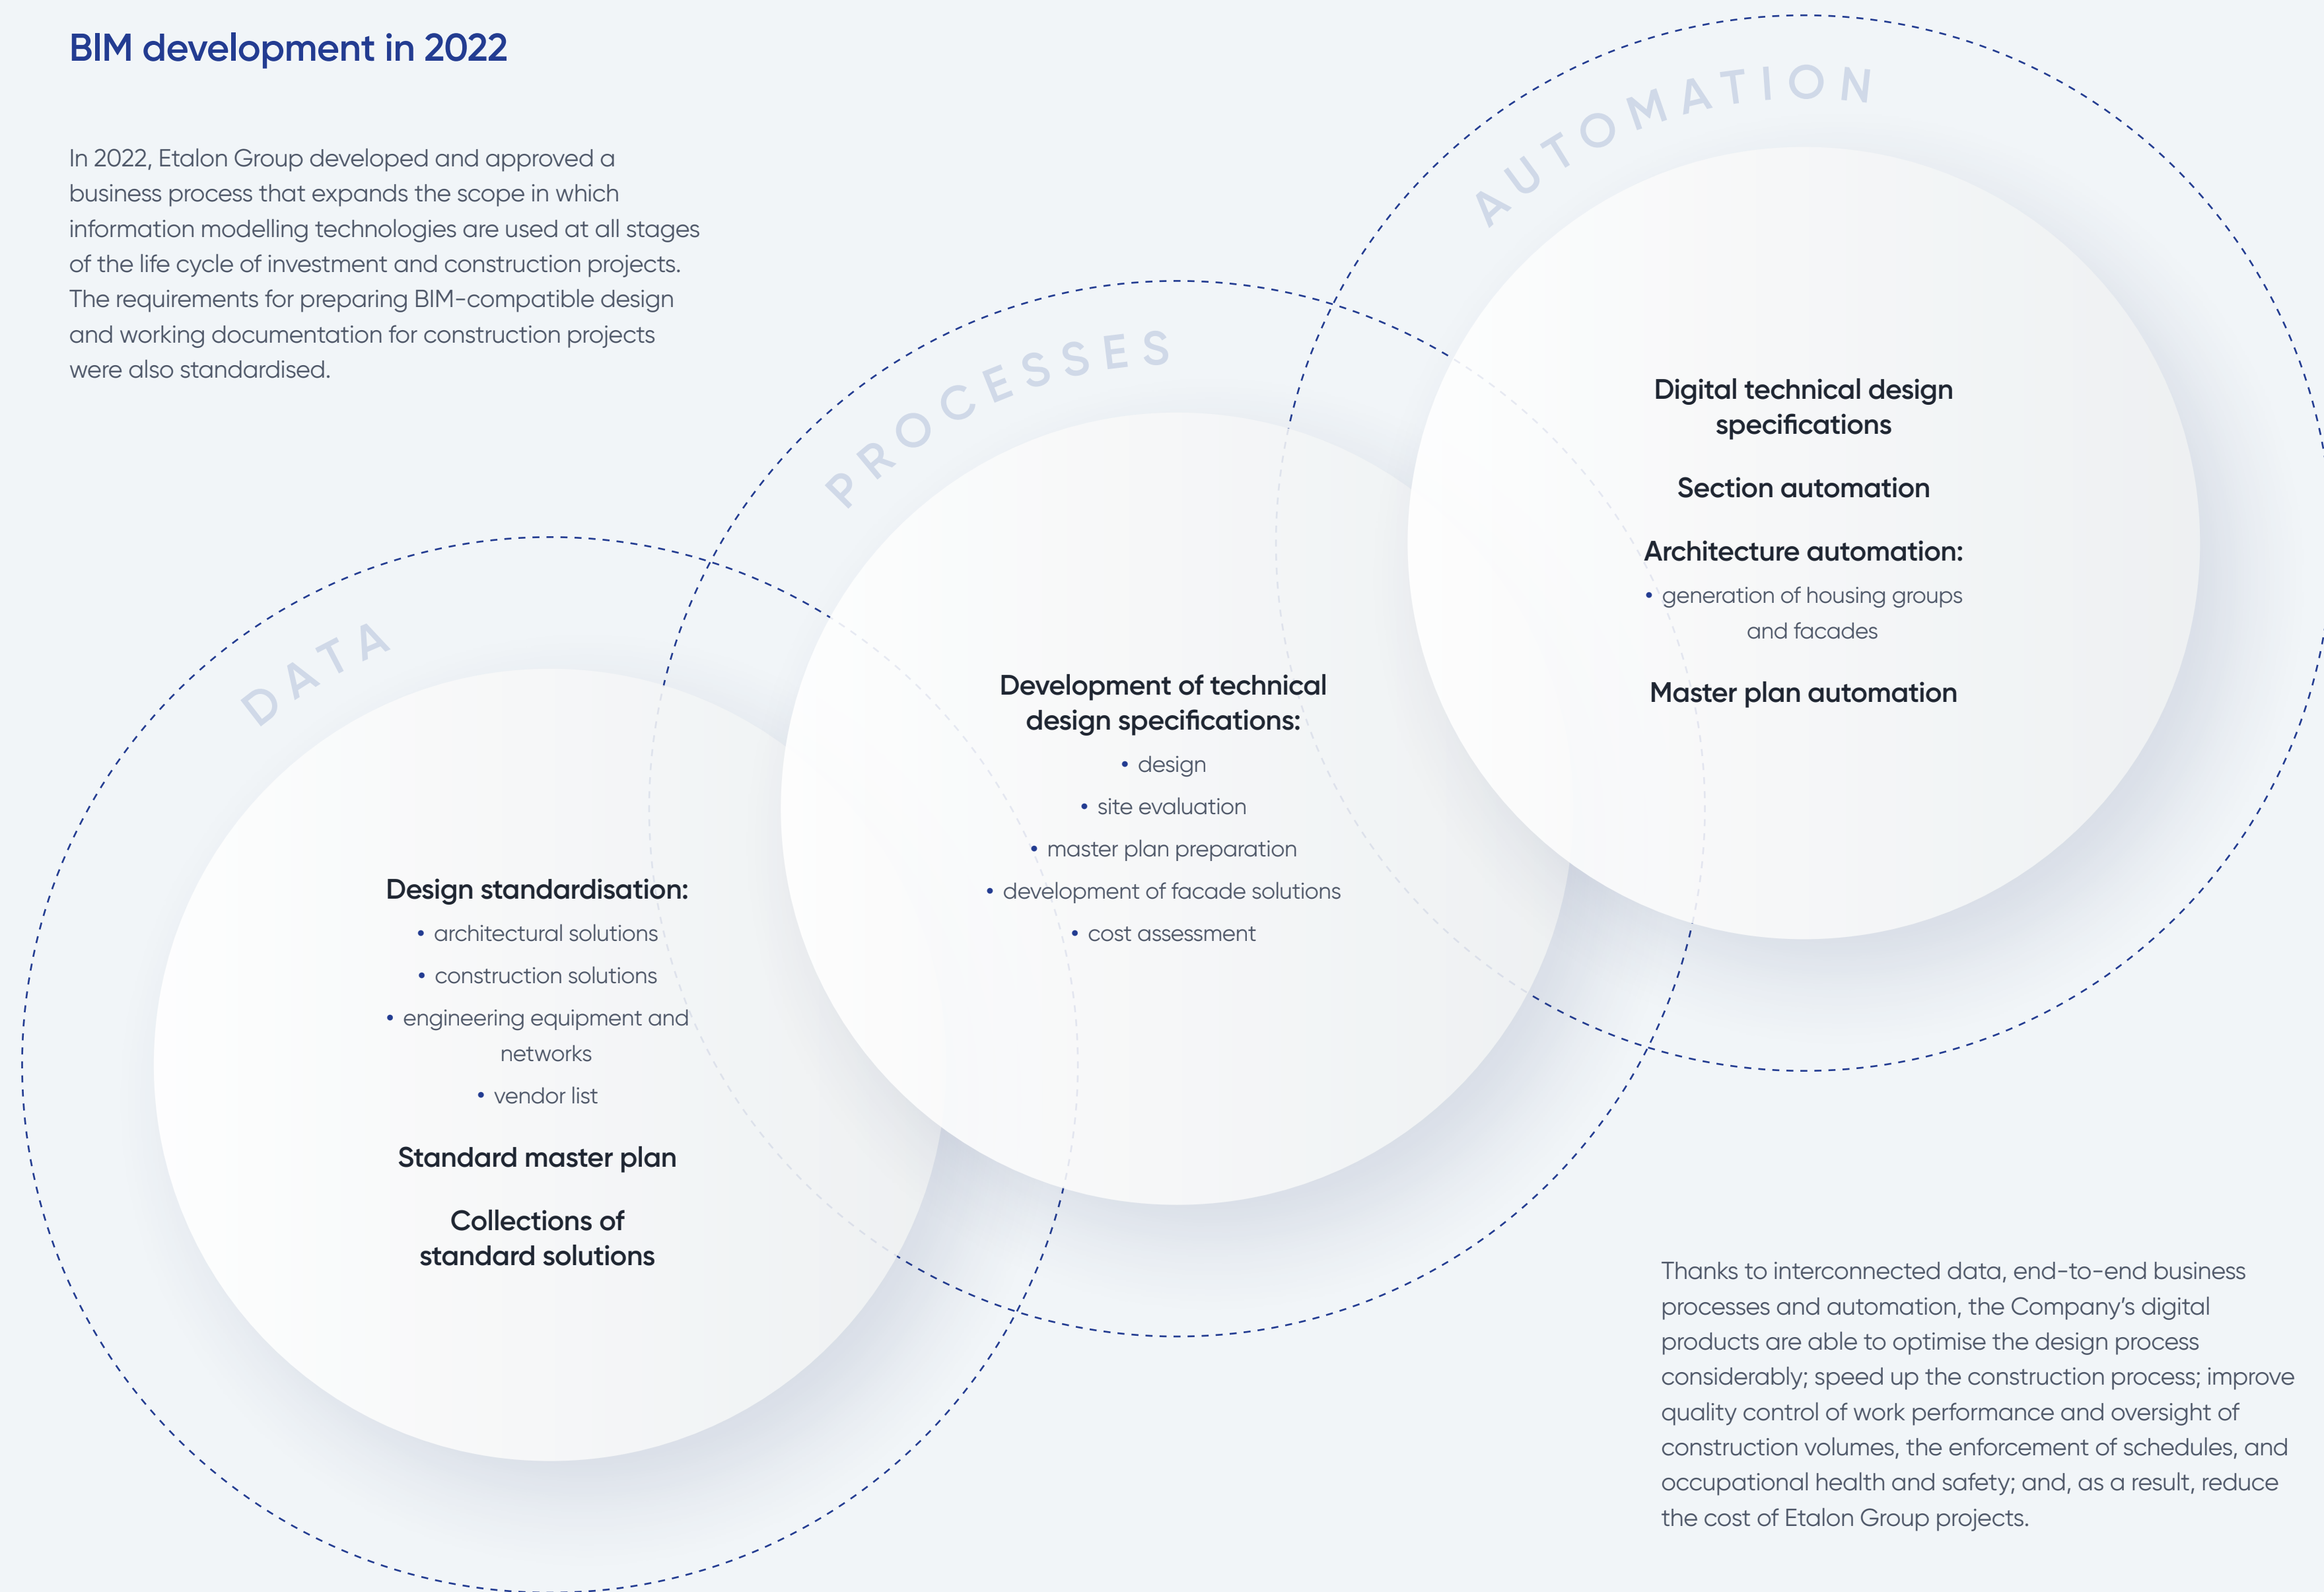 BIM development in 2022
In 2022, Etalon Group developed and approved a
business process that expands the scope in which
information modelling technologies are used at all stages
of the life cycle of investment and construction projects.
The requirements for preparing BIM-compatible design
and working documentation for construction projects
were also standardised.
DATA
Design standardisation:
• architectural solutions
• construction solutions
• engineering equipment and
networks
• vendor list
Standard master plan
Collections of
standard solutions
PROCESSES
Development of technical
design specifications:
• design
• site evaluation
• master plan preparation
• development of facade solutions
• cost assessment
AUTOMATION
Digital technical design
specifications
Section automation
Architecture automation:
• generation of housing groups
and facades
Master plan automation
Thanks to interconnected data, end-to-end business
processes and automation, the Company’s digital
products are able to optimise the design process
considerably; speed up the construction process; improve
quality control of work performance and oversight of
construction volumes, the enforcement of schedules, and
occupational health and safety; and, as a result, reduce
the cost of Etalon Group projects.